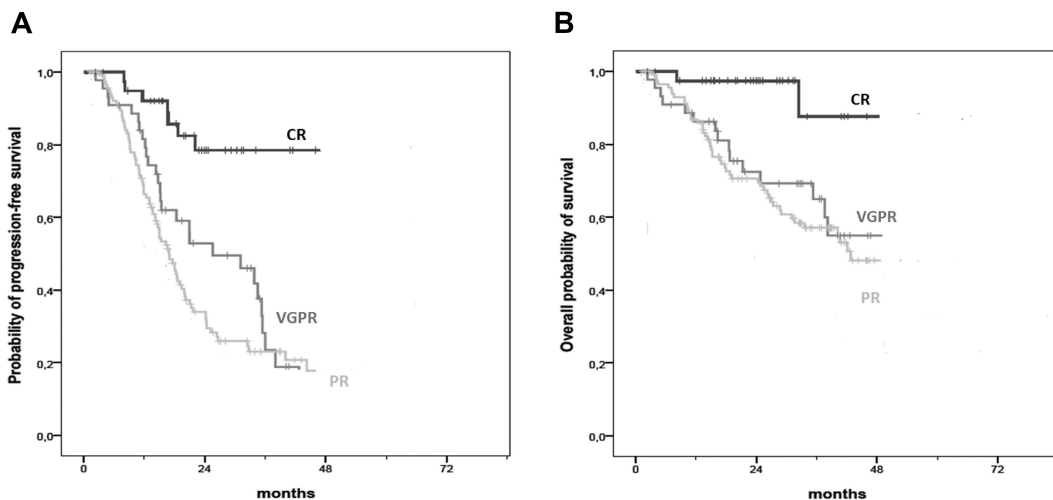 A
Probability of progression-free survival
1,0
0,8
0,6
0,4
0,2
0,0
CR
VGPR
PR
0 24 48 72
months
B
Overall probability of survival
1,0
0,8
0,6
0,4
0,2
0,0
CR
VGPR
PR
0 24 48 72
months